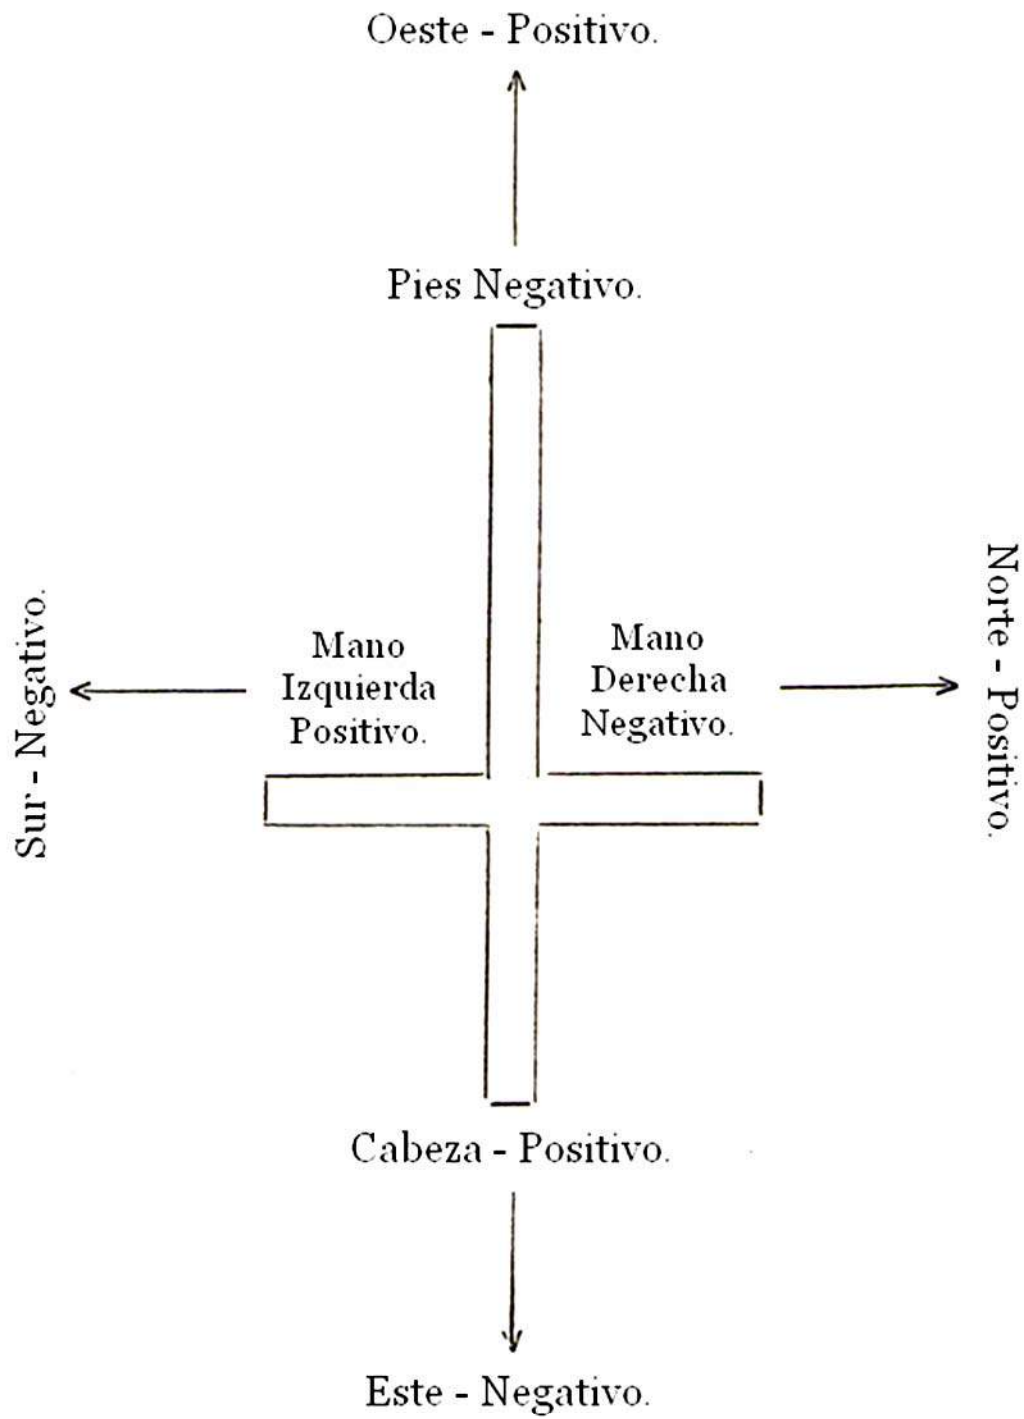 Oeste - Positivo.
Pies Negativo.
Sur - Negativo.
Mano
Izquierda
Positivo.
Mano
Derecha
Negativo.
Norte - Positivo.
Cabeza - Positivo.
Este - Negativo.